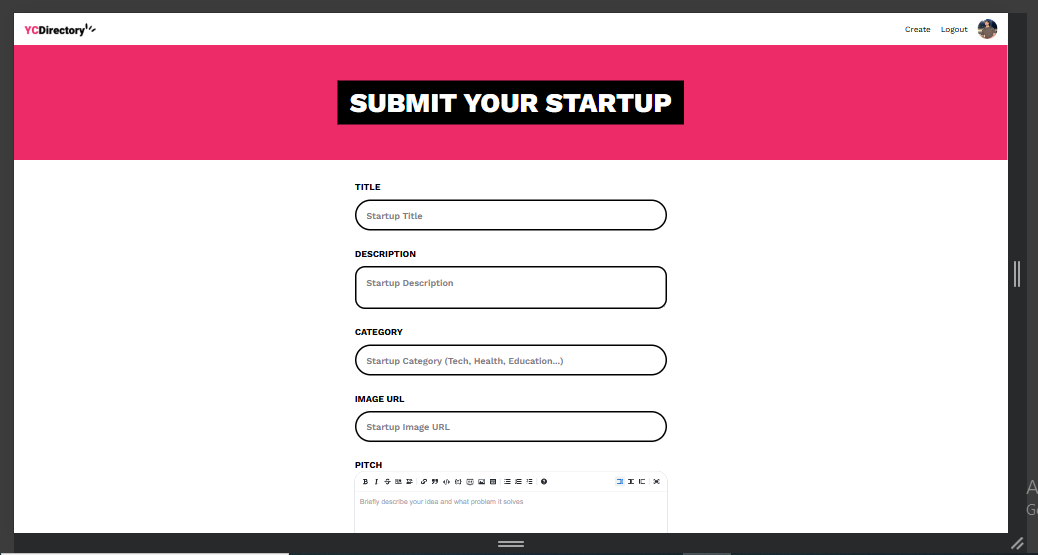 YCDirectory
Create Logout
SUBMIT YOUR STARTUP
TITLE
Startup Title
DESCRIPTION
Startup Description
CATEGORY
Startup Category (Tech, Health, Education...)
IMAGE URL
Startup Image URL
PITCH
B I S
Briefly describe your idea and what problem it solves